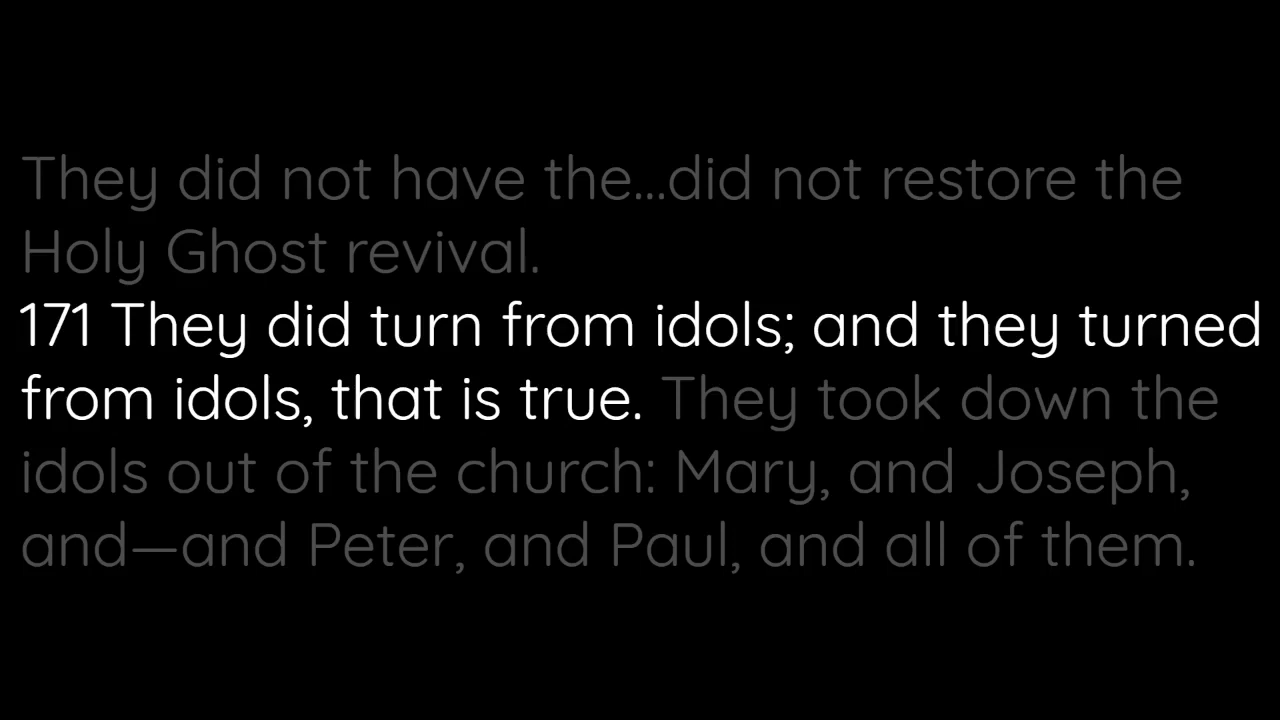 They did not have the...did not restore the
Holy Ghost revival.
171 They did turn from idols; and they turned
from idols, that is true. They took down the
idols out of the church: Mary, and Joseph,
and—and Peter, and Paul, and all of them.